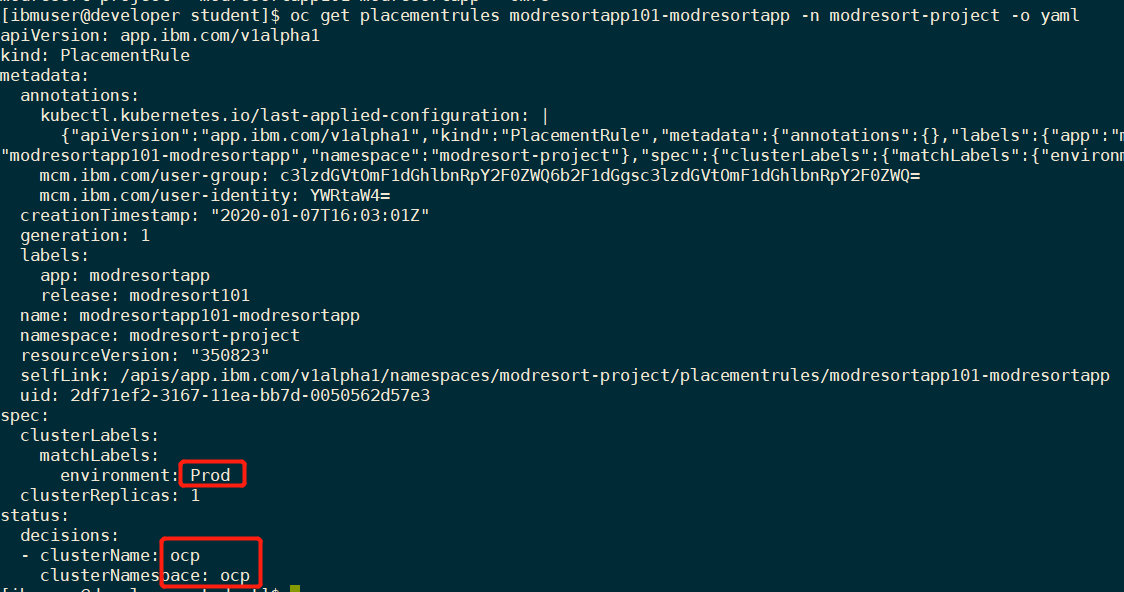 [ibmuser@developer student]$ oc get placementrules modresortapp101-modresortapp -n modresort-project -o yaml
apiVersion: app.ibm.com/v1alpha1
kind: PlacementRule
metadata:
  annotations:
    kubectl.kubernetes.io/last-applied-configuration: |
      {"apiVersion":"app.ibm.com/v1alpha1","kind":"PlacementRule","metadata":{"annotations":{},"labels":{"app":"m
"modresortapp101-modresortapp","namespace":"modresort-project"},"spec":{"clusterLabels":{"matchLabels":{"environm
    mcm.ibm.com/user-group: c3lzdGVtOmF1dGhlbnRpY2F0ZWQ6b2F1dGgsc3lzdGVtOmF1dGhlbnRpY2F0ZWQ=
    mcm.ibm.com/user-identity: YWRtaW4=
  creationTimestamp: "2020-01-07T16:03:01Z"
  generation: 1
  labels:
    app: modresortapp
    release: modresort101
  name: modresortapp101-modresortapp
  namespace: modresort-project
  resourceVersion: "350823"
  selfLink: /apis/app.ibm.com/v1alpha1/namespaces/modresort-project/placementrules/modresortapp101-modresortapp
  uid: 2df71ef2-3167-11ea-bb7d-0050562d57e3
spec:
  clusterLabels:
    matchLabels:
      environment: Prod
  clusterReplicas: 1
status:
  decisions:
  - clusterName: ocp
    clusterNamespace: ocp